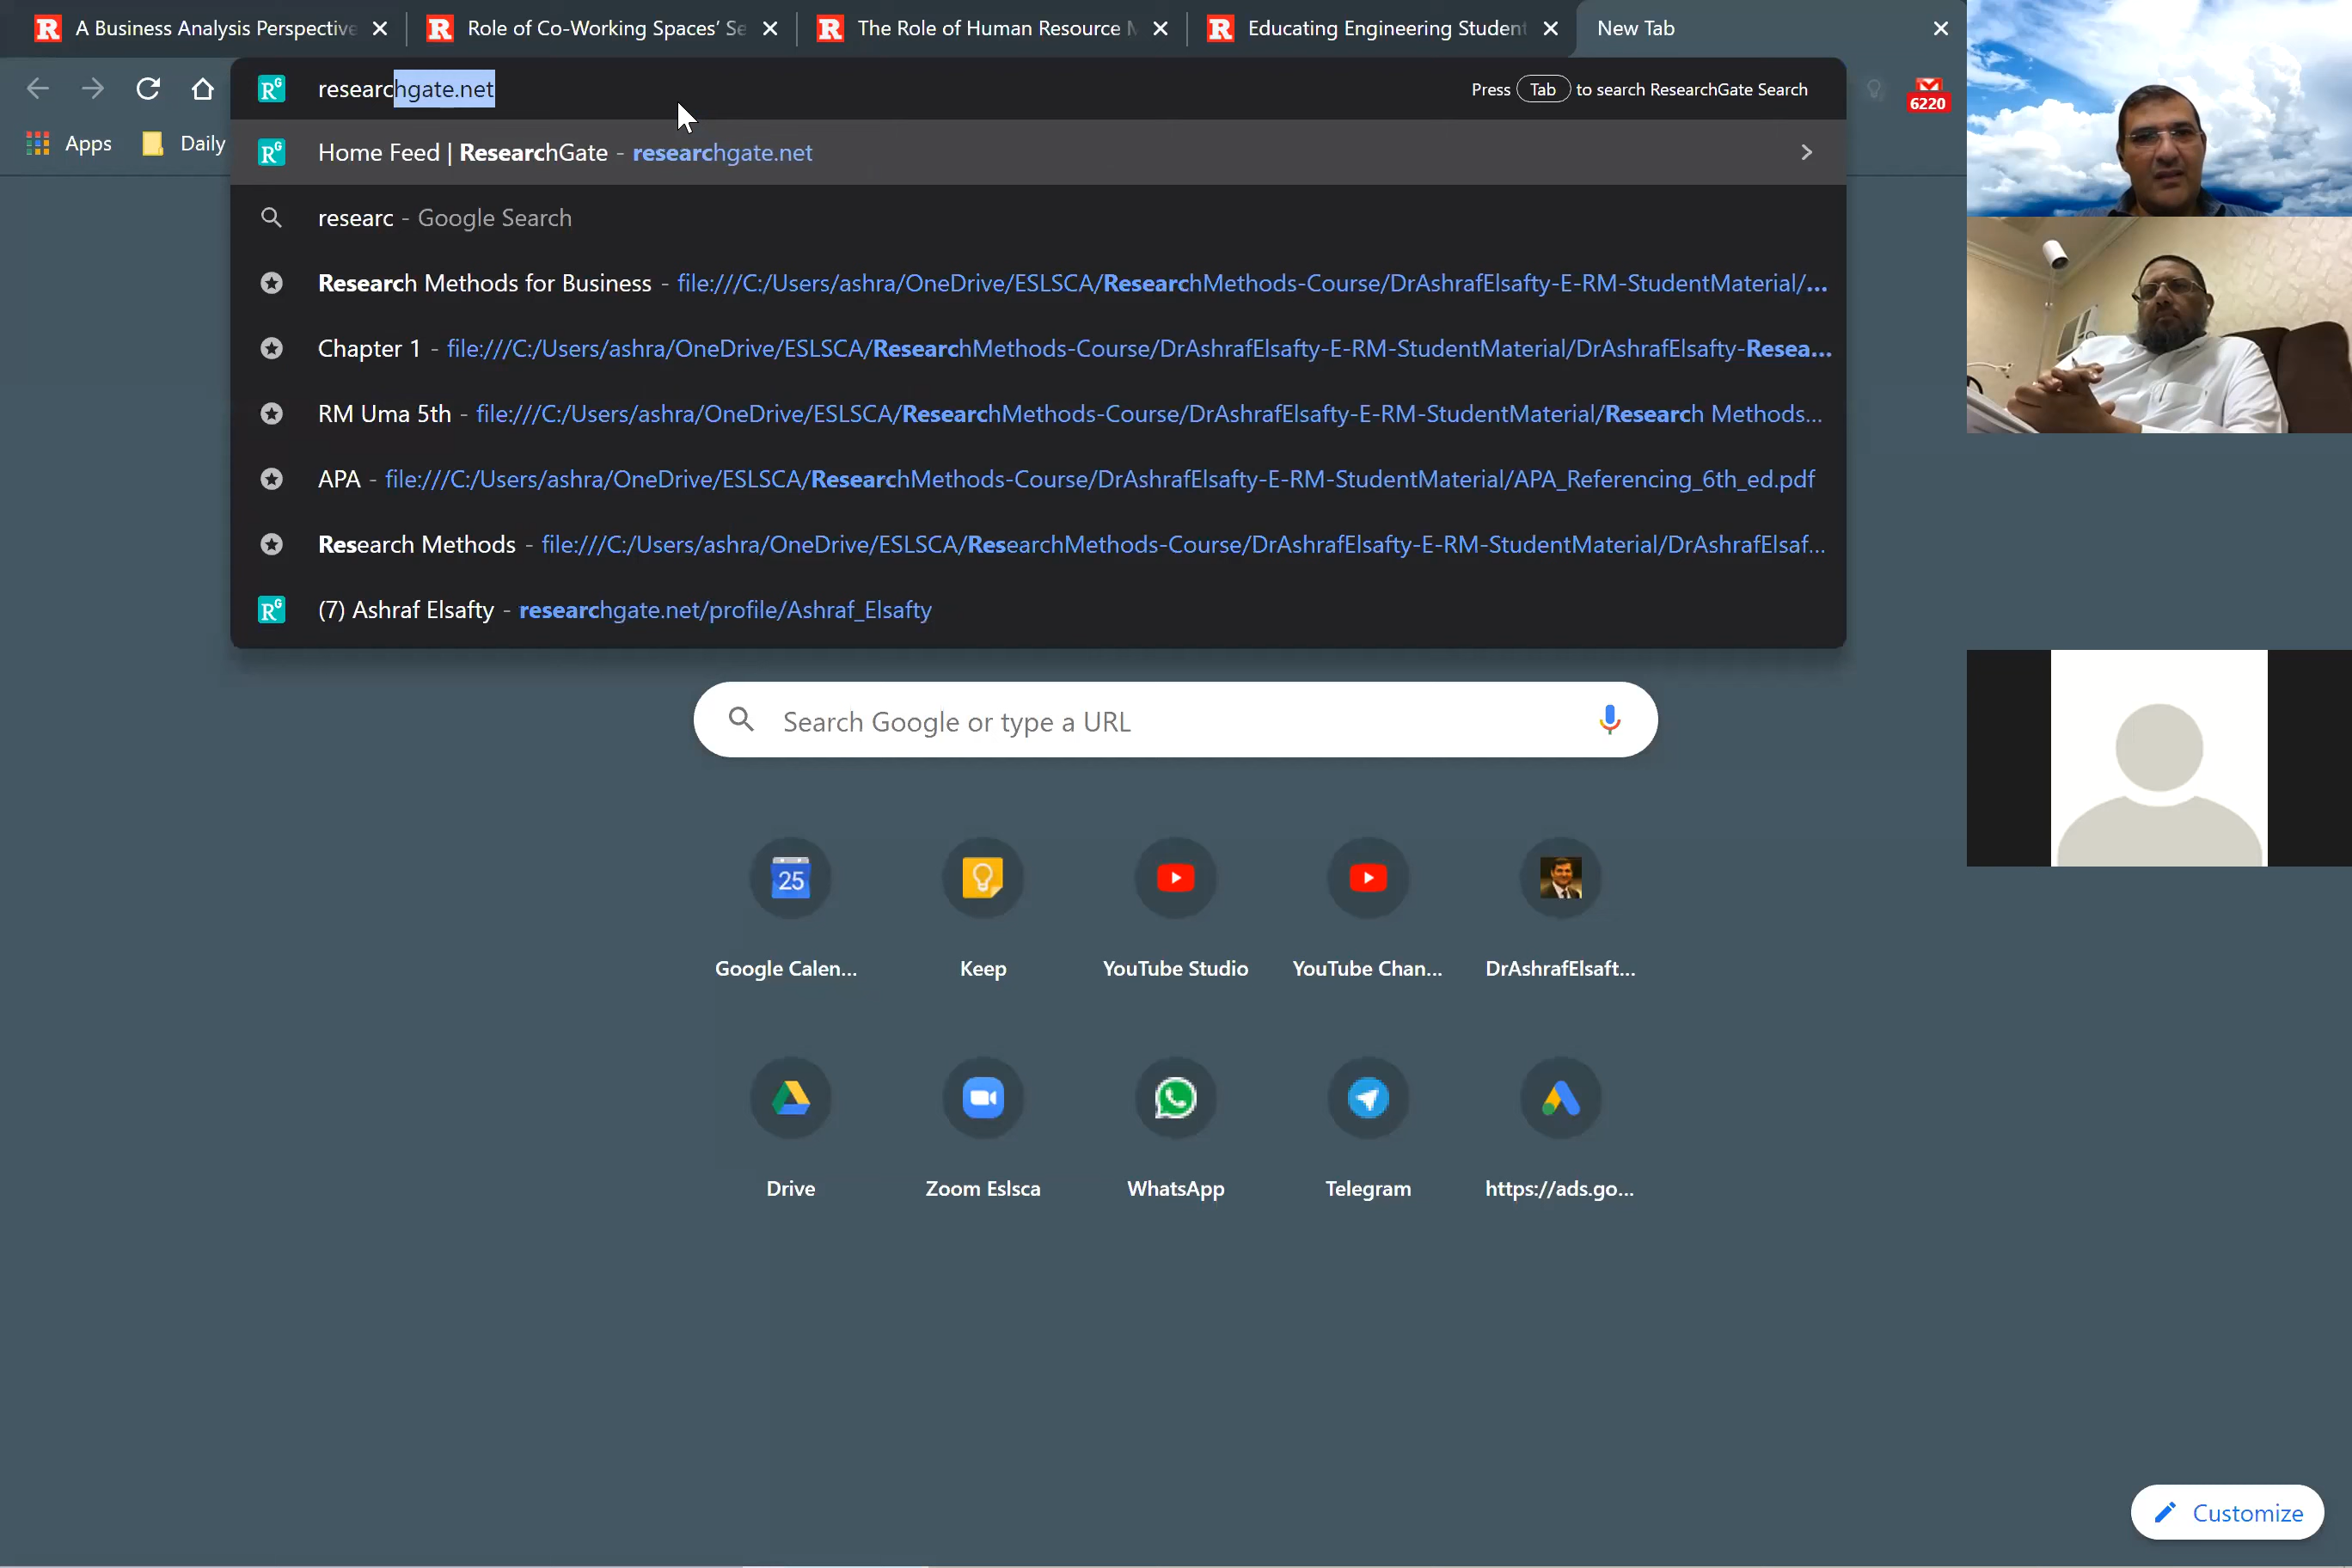 A Business Analysis Perspective
Role of Co-Working Spaces' Se
The Role of Human Resource M
Educating Engineering Student
New Tab
researchgate.net
Press Tab to search ResearchGate Search
6220
Apps
Daily
Home Feed | ResearchGate - researchgate.net
researc - Google Search
Research Methods for Business - file:///C:/Users/ashra/OneDrive/ESLSCA/ResearchMethods-Course/DrAshrafElsafty-E-RM-StudentMaterial/...
Chapter 1 - file:///C:/Users/ashra/OneDrive/ESLSCA/ResearchMethods-Course/DrAshrafElsafty-E-RM-StudentMaterial/DrAshrafElsafty-Resea...
RM Uma 5th - file:///C:/Users/ashra/OneDrive/ESLSCA/ResearchMethods-Course/DrAshrafElsafty-E-RM-StudentMaterial/Research Methods...
APA - file:///C:/Users/ashra/OneDrive/ESLSCA/ResearchMethods-Course/DrAshrafElsafty-E-RM-StudentMaterial/APA_Referencing_6th_ed.pdf
Research Methods - file:///C:/Users/ashra/OneDrive/ESLSCA/ResearchMethods-Course/DrAshrafElsafty-E-RM-StudentMaterial/DrAshrafElsaf...
(7) Ashraf Elsafty - researchgate.net/profile/Ashraf_Elsafty
Search Google or type a URL
25
Google Calen...
Keep
YouTube Studio
YouTube Chan...
DrAshrafElsaft...
Drive
Zoom Eslsca
WhatsApp
Telegram
https://ads.go...
Customize